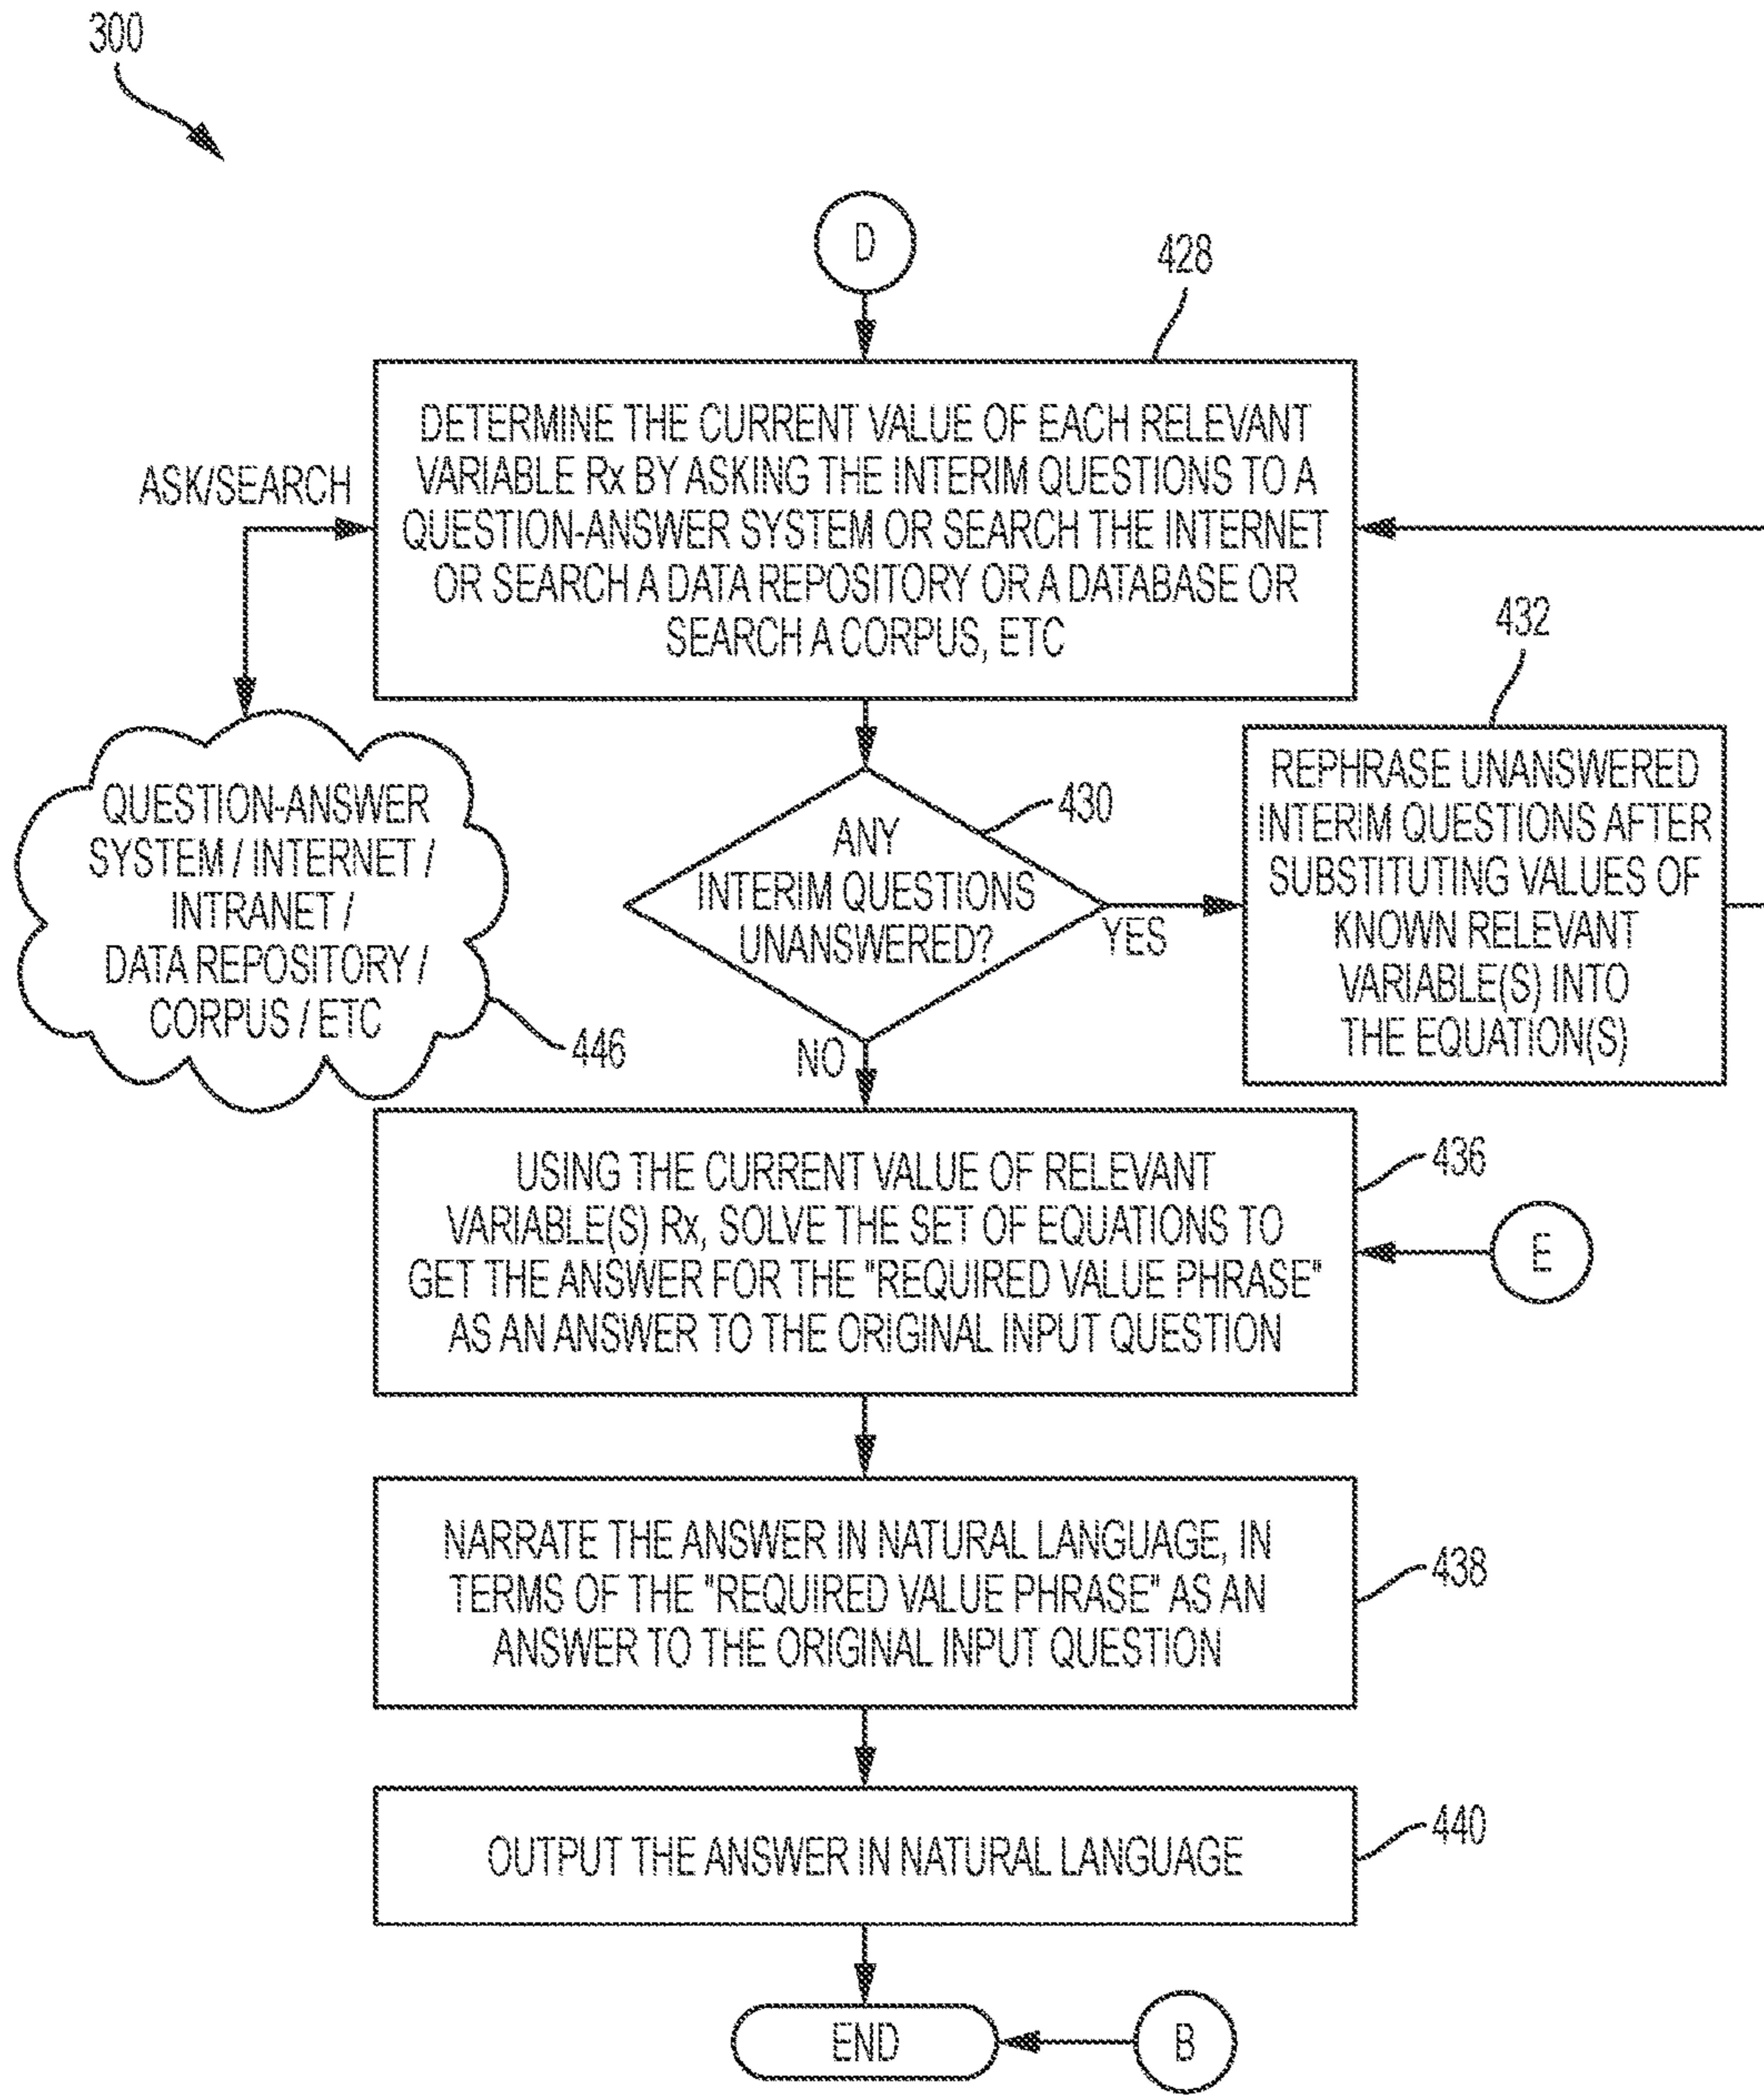 300
D
428
DETERMINE THE CURRENT VALUE OF EACH RELEVANT
VARIABLE Rx BY ASKING THE INTERIM QUESTIONS TO A
QUESTION-ANSWER SYSTEM OR SEARCH THE INTERNET
OR SEARCH A DATA REPOSITORY OR A DATABASE OR
SEARCH A CORPUS, ETC
ASK/SEARCH
432
REPHRASE UNANSWERED
INTERIM QUESTIONS AFTER
SUBSTITUTING VALUES OF
KNOWN RELEVANT
VARIABLE(S) INTO
THE EQUATION(S)
QUESTION-ANSWER
SYSTEM / INTERNET /
INTRANET /
DATA REPOSITORY /
CORPUS / ETC
446
430
ANY
INTERIM QUESTIONS
UNANSWERED?
YES
NO
436
USING THE CURRENT VALUE OF RELEVANT
VARIABLE(S) Rx, SOLVE THE SET OF EQUATIONS TO
GET THE ANSWER FOR THE "REQUIRED VALUE PHRASE"
AS AN ANSWER TO THE ORIGINAL INPUT QUESTION
E
NARRATE THE ANSWER IN NATURAL LANGUAGE, IN
TERMS OF THE "REQUIRED VALUE PHRASE" AS AN
ANSWER TO THE ORIGINAL INPUT QUESTION
438
OUTPUT THE ANSWER IN NATURAL LANGUAGE
440
END
B